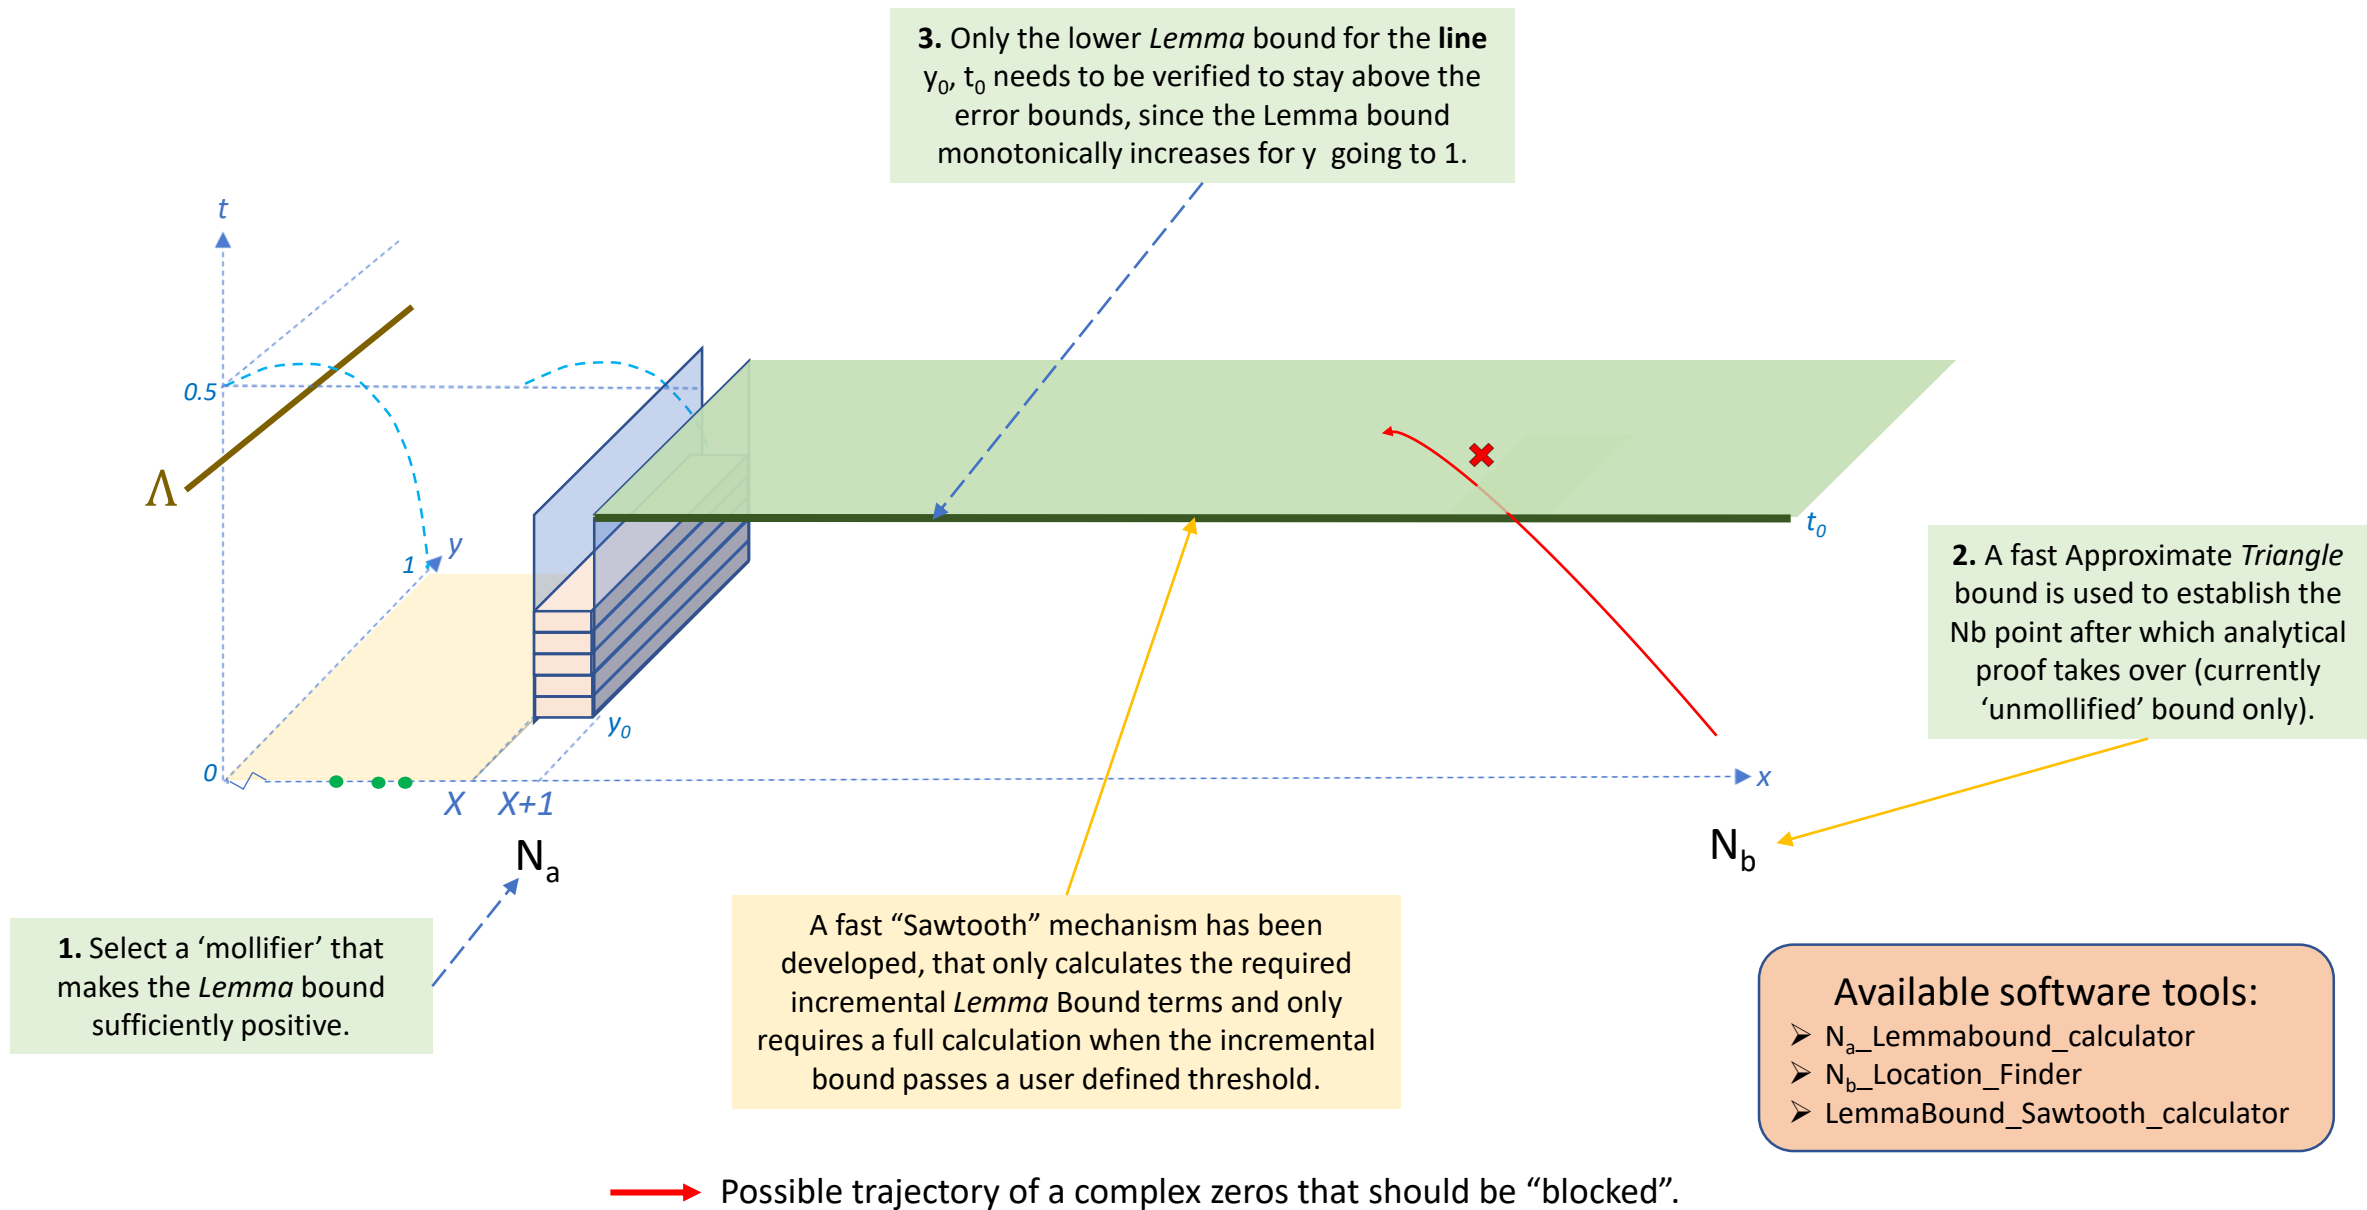 3. Only the lower Lemma bound for the line
y0, t0 needs to be verified to stay above the
error bounds, since the Lemma bound
monotonically increases for y going to 1.
t
0.5
Λ
y
1
t0
2. A fast Approximate Triangle
bound is used to establish the
Nb point after which analytical
proof takes over (currently
‘unmollified’ bound only).
y0
0
x
X
X+1
Na
Nb
1. Select a ‘mollifier’ that
makes the Lemma bound
sufficiently positive.
A fast “Sawtooth” mechanism has been
developed, that only calculates the required
incremental Lemma Bound terms and only
requires a full calculation when the incremental
bound passes a user defined threshold.
Available software tools:
➢ Na_Lemmabound_calculator
➢ Nb_Location_Finder
➢ LemmaBound_Sawtooth_calculator
Possible trajectory of a complex zeros that should be “blocked”.